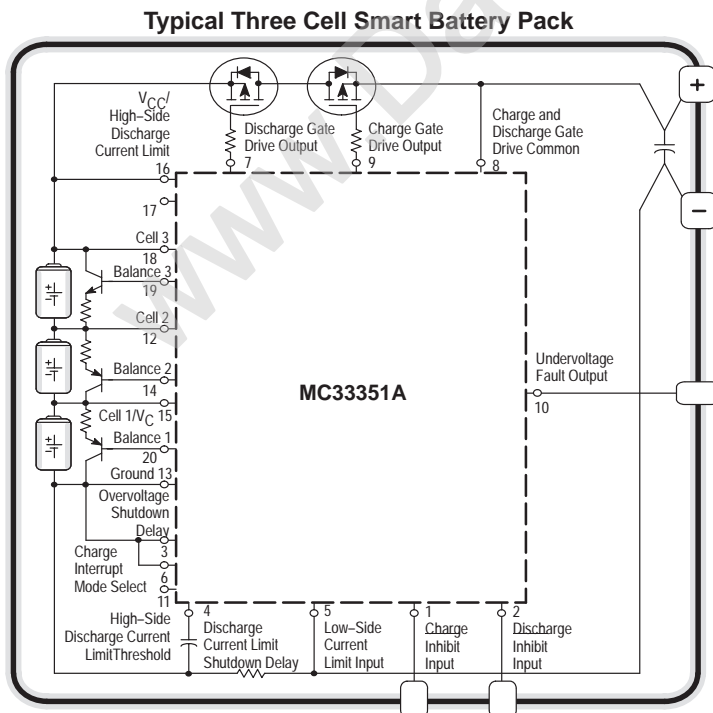 Typical Three Cell Smart Battery Pack
VCC/
High–Side
Discharge
Current Limit
16
Discharge Gate
Drive Output
7
Charge Gate
Drive Output
9
Charge and
Discharge Gate
Drive Common
8
+
–
17
Cell 3
18
Balance 3
19
Cell 2
12
Balance 2
14
Cell 1/VC 15
Balance 1
20
Ground 13
Overvoltage
Shutdown
Delay
3
Charge
Interrupt
6
Mode Select
11
High–Side
Discharge Current
LimitThreshold
MC33351A
Undervoltage
Fault Output
10
4
Discharge
Current Limit
Shutdown Delay
5
Low–Side
Current
Limit Input
1
Charge
Inhibit
Input
2
Discharge
Inhibit
Input
+ –
+ –
+ –
www.Da